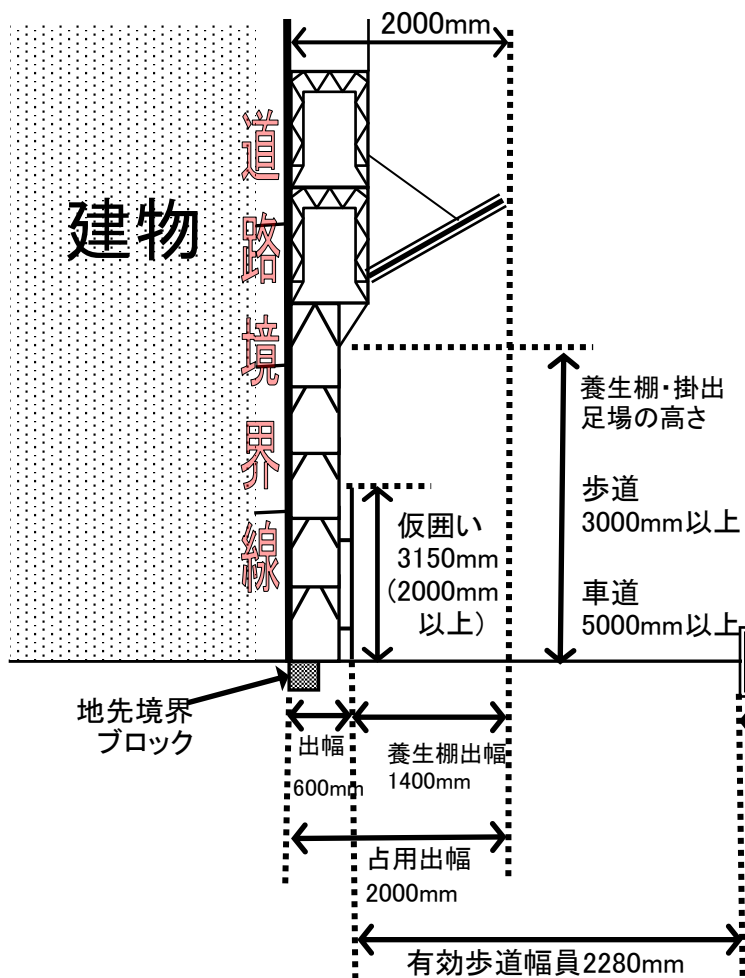 2000mm
建物
道路境界線
養生棚・掛出
足場の高さ
歩道
3000mm以上
車道
5000mm以上
仮囲い
3150mm
(2000mm
以上)
地先境界
ブロック
出幅
600mm
養生棚出幅
1400mm
占用出幅
2000mm
有効歩道幅員2280mm